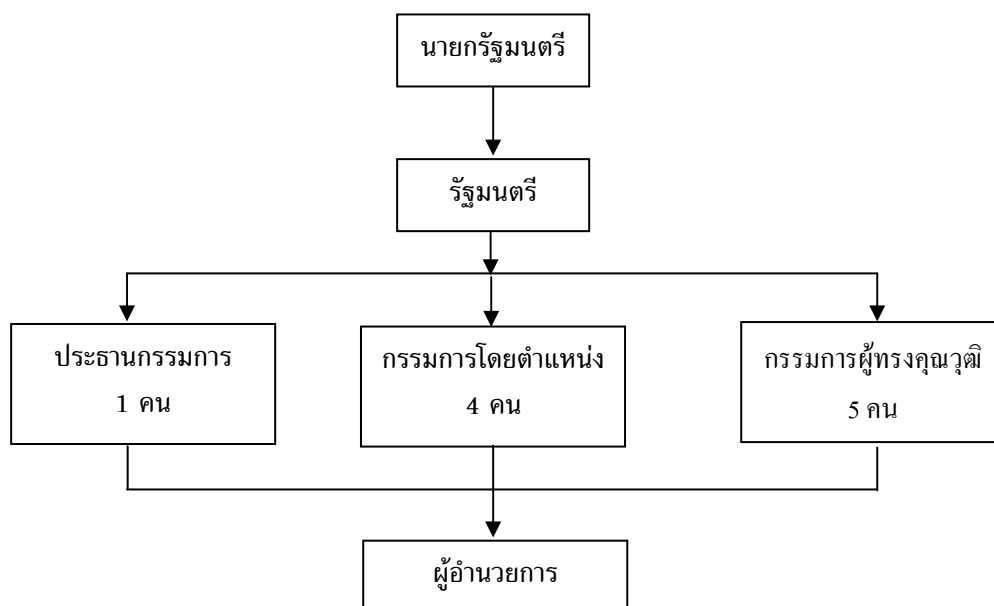 นายกรัฐมนตรี
รัฐมนตรี
ประธานกรรมการ
1 คน
กรรมการโดยตำแหน่ง
4 คน
กรรมการผู้ทรงคุณวุฒิ
5 คน
ผู้อำนวยการ